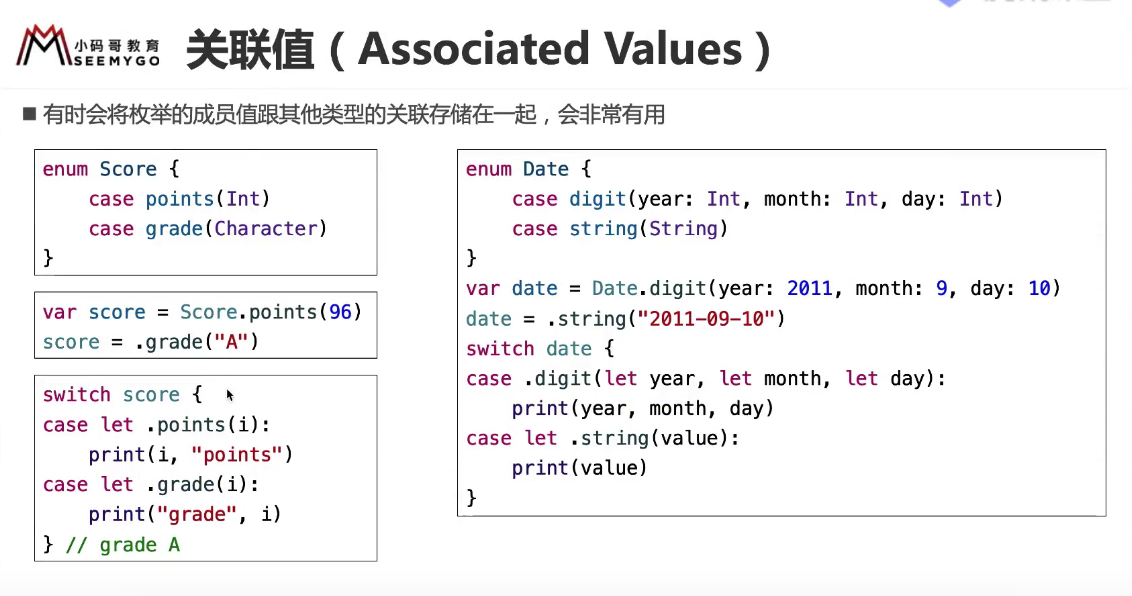 小码哥教育
SEEMYGO
关联值（Associated Values）
■ 有时会将枚举的成员值跟其他类型的关联存储在一起，会非常有用
enum Score {
    case points(Int)
    case grade(Character)
}
var score = Score.points(96)
score = .grade("A")
switch score {
case let .points(i):
    print(i, "points")
case let .grade(i):
    print("grade", i)
} // grade A
enum Date {
    case digit(year: Int, month: Int, day: Int)
    case string(String)
}
var date = Date.digit(year: 2011, month: 9, day: 10)
date = .string("2011-09-10")
switch date {
case .digit(let year, let month, let day):
    print(year, month, day)
case let .string(value):
    print(value)
}